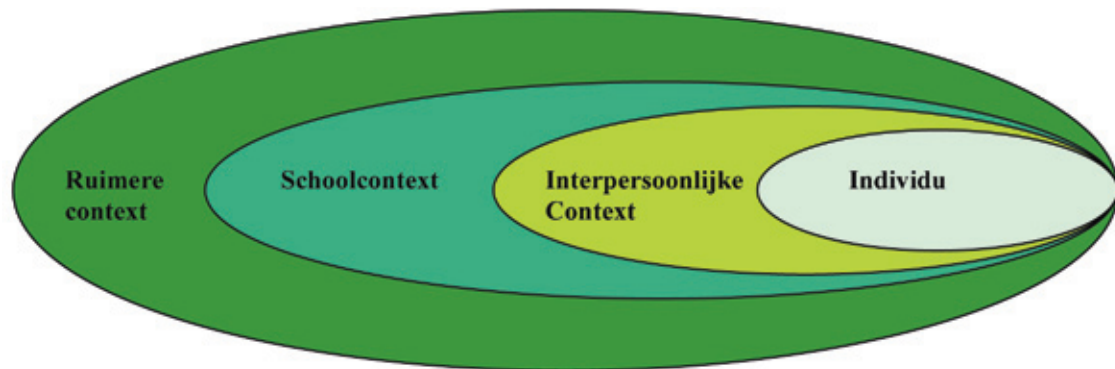 Ruimere
context
Schoolcontext
Interpersoonlijke
Context
Individu